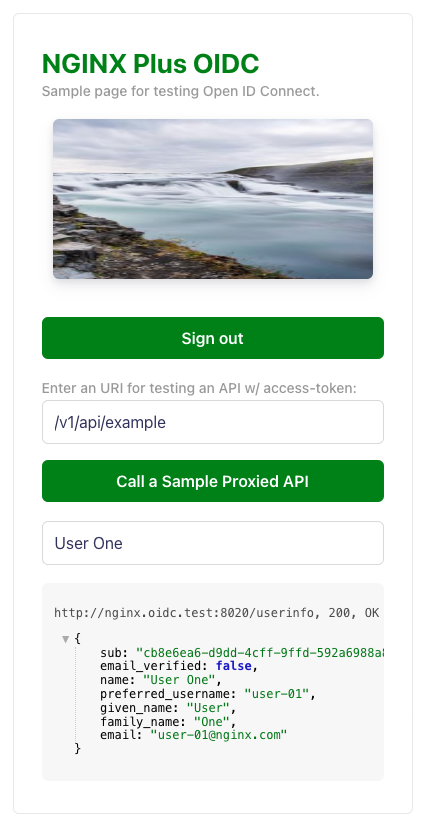 NGINX Plus OIDC
Sample page for testing Open ID Connect.
Sign out
Enter an URI for testing an API w/ access-token:
/v1/api/example
Call a Sample Proxied API
User One
http://nginx.oidc.test:8020/userinfo, 200, OK
▼ {
sub: "cb8e6ea6-d9dd-4cff-9ffd-592a6988a8
email_verified: false,
name: "User One",
preferred_username: "user-01",
given_name: "User",
family_name: "One",
email: "user-01@nginx.com"
}